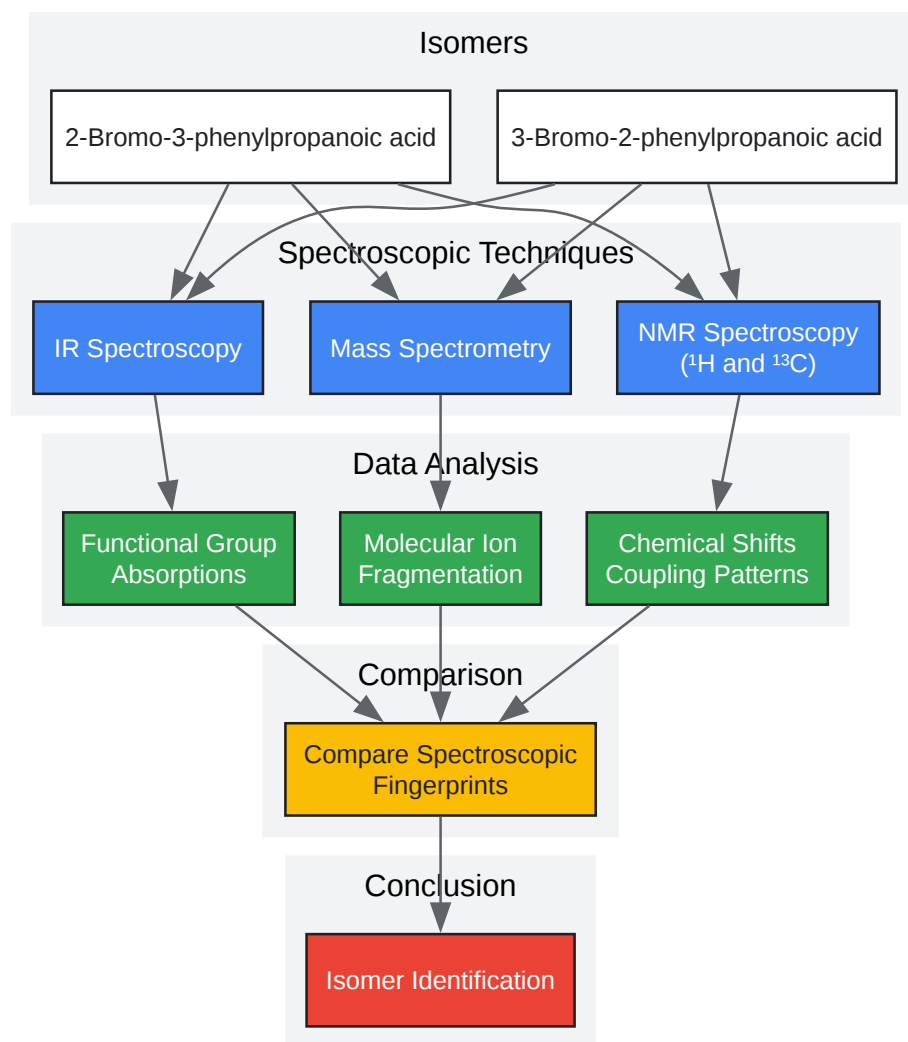 Isomers
2-Bromo-3-phenylpropanoic acid
3-Bromo-2-phenylpropanoic acid
Spectroscopic Techniques
IR Spectroscopy
Mass Spectrometry
NMR Spectroscopy
(¹H and ¹³C)
Data Analysis
Functional Group
Absorptions
Molecular Ion
Fragmentation
Chemical Shifts
Coupling Patterns
Comparison
Compare Spectroscopic
Fingerprints
Conclusion
Isomer Identification